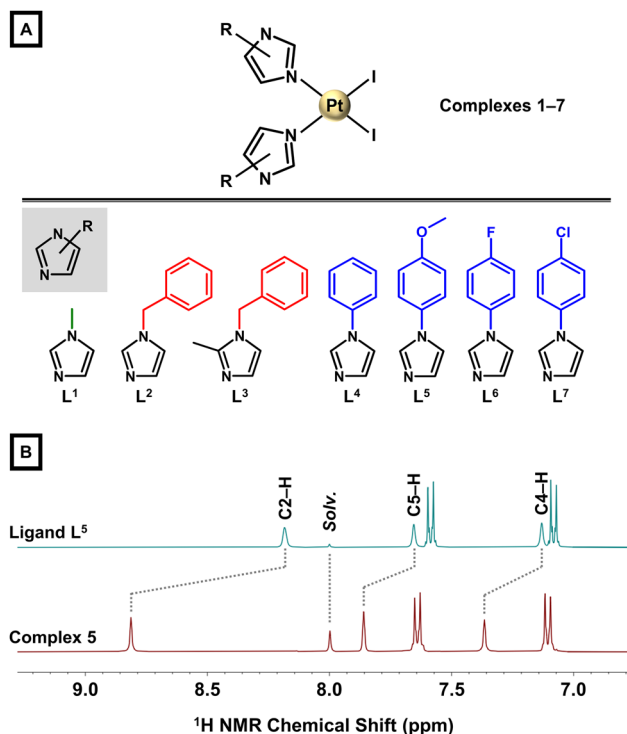 A
R
N
N
I
Pt
Complexes 1–7
I
N
R
N
N
R
N
O
F
Cl
N
N
N
N
N
N
N
N
N
N
N
N
N
N
L¹
L²
L³
L⁴
L⁵
L⁶
L⁷
B
C2–H
Solv.
C5–H
C4–H
Ligand L⁵
Complex 5
9.0 8.5 8.0 7.5 7.0
¹H NMR Chemical Shift (ppm)